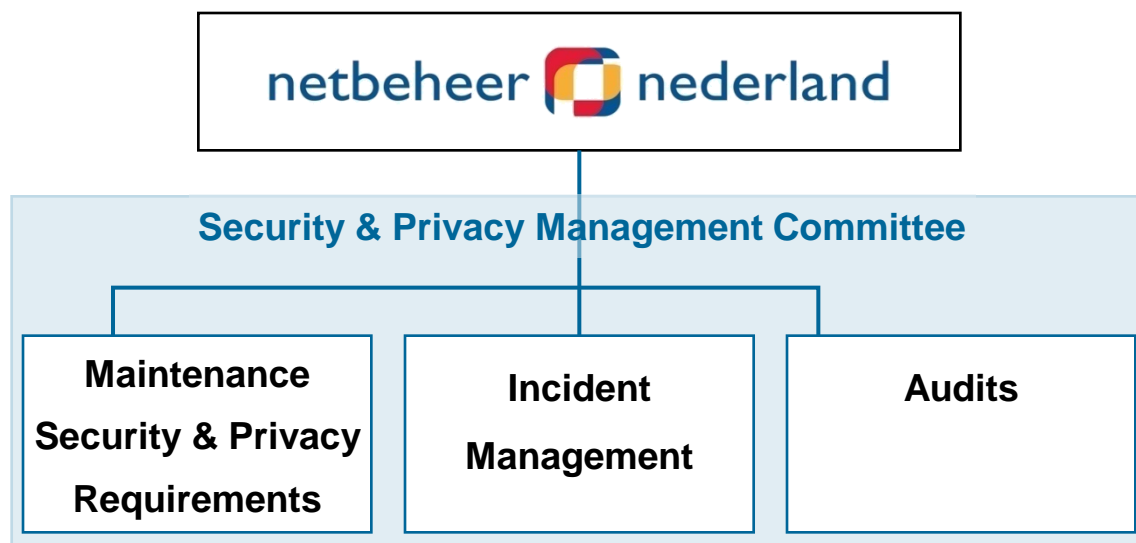 netbeheer nederland
Security & Privacy Management Committee
Maintenance
Security & Privacy
Requirements
Incident
Management
Audits